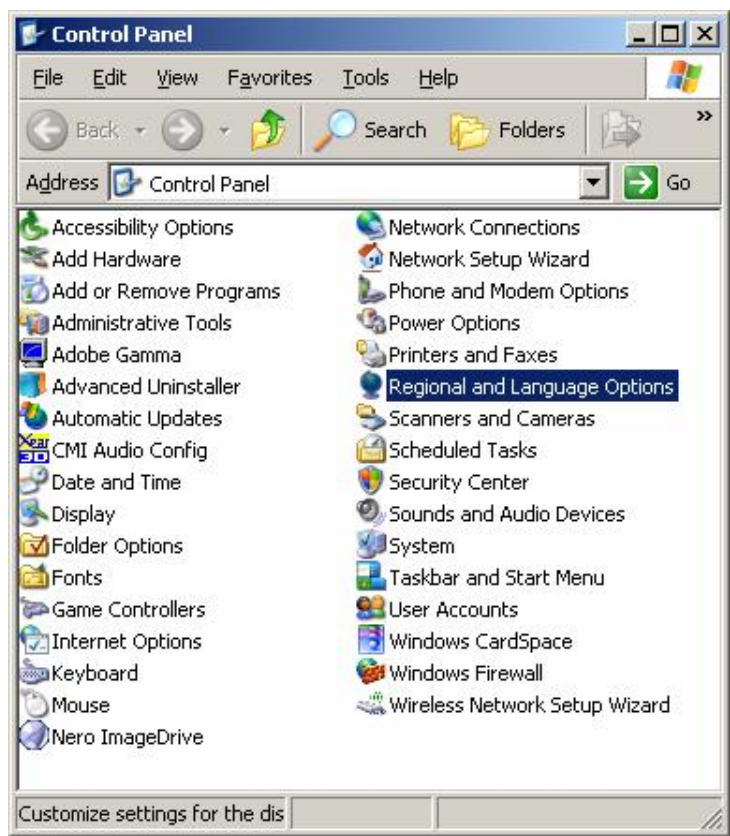 Control Panel
File Edit View Favorites Tools Help
Back Search Folders »
Address Control Panel Go
Accessibility Options
Add Hardware
Add or Remove Programs
Administrative Tools
Adobe Gamma
Advanced Uninstaller
Automatic Updates
CMI Audio Config
Date and Time
Display
Folder Options
Fonts
Game Controllers
Internet Options
Keyboard
Mouse
Nero ImageDrive
Network Connections
Network Setup Wizard
Phone and Modem Options
Power Options
Printers and Faxes
Regional and Language Options
Scanners and Cameras
Scheduled Tasks
Security Center
Sounds and Audio Devices
System
Taskbar and Start Menu
User Accounts
Windows CardSpace
Windows Firewall
Wireless Network Setup Wizard
Customize settings for the dis